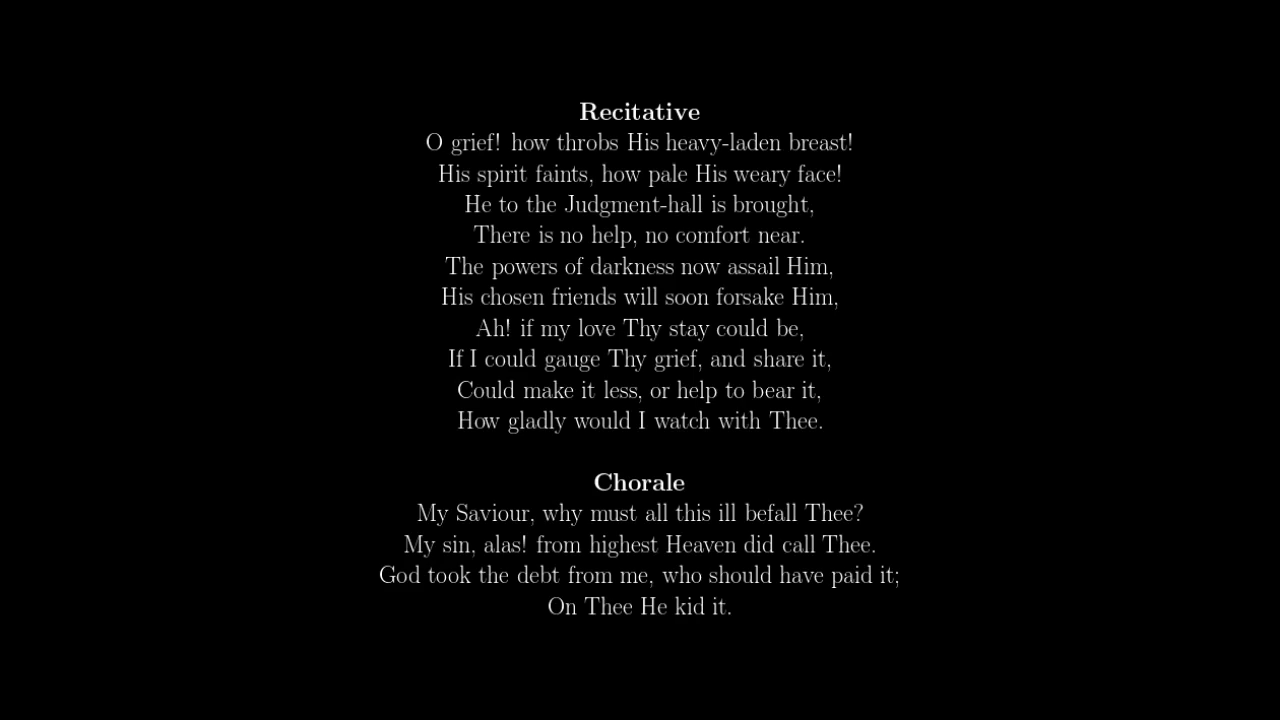 Recitative
O grief! how throbs His heavy-laden breast!
His spirit faints, how pale His weary face!
He to the Judgment-hall is brought,
There is no help, no comfort near.
The powers of darkness now assail Him,
His chosen friends will soon forsake Him,
Ah! if my love Thy stay could be,
If I could gauge Thy grief, and share it,
Could make it less, or help to bear it,
How gladly would I watch with Thee.
Chorale
My Saviour, why must all this ill befall Thee?
My sin, alas! from highest Heaven did call Thee.
God took the debt from me, who should have paid it;
On Thee He kid it.